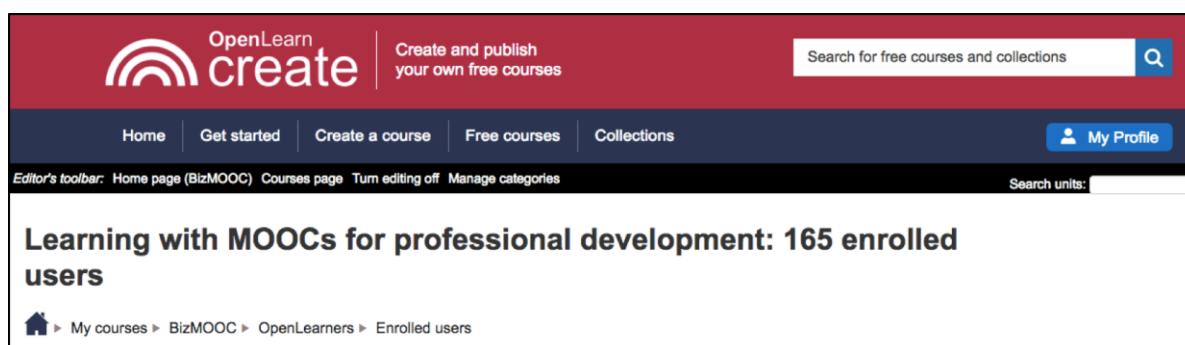 OpenLearn
create
Create and publish
your own free courses
Search for free courses and collections
Home Get started Create a course Free courses Collections My Profile
Editor's toolbar: Home page (BizMOOC) Courses page Turn editing off Manage categories Search units:
Learning with MOOCs for professional development: 165 enrolled
users
My courses BizMOOC OpenLearners Enrolled users